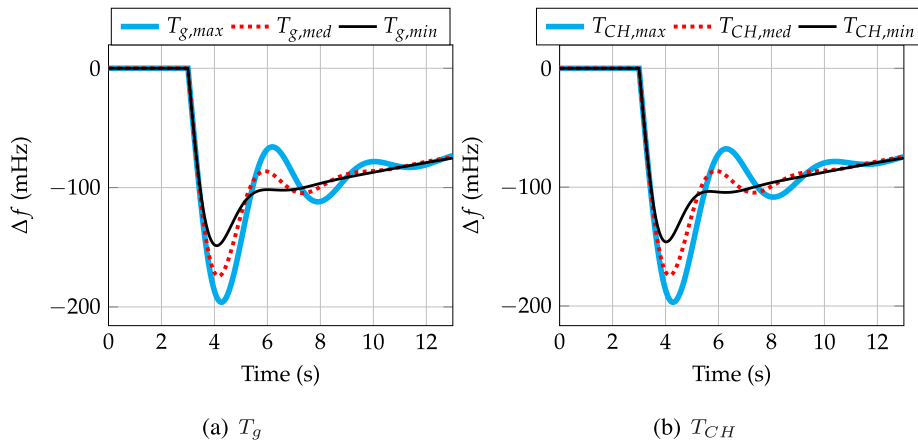 T_{g,max} T_{g,med} T_{g,min}
0
−100
−200
Δf (mHz)
0 2 4 6 8 10 12
Time (s)
(a) T_g
T_{CH,max} T_{CH,med} T_{CH,min}
0
−100
−200
Δf (mHz)
0 2 4 6 8 10 12
Time (s)
(b) T_{CH}